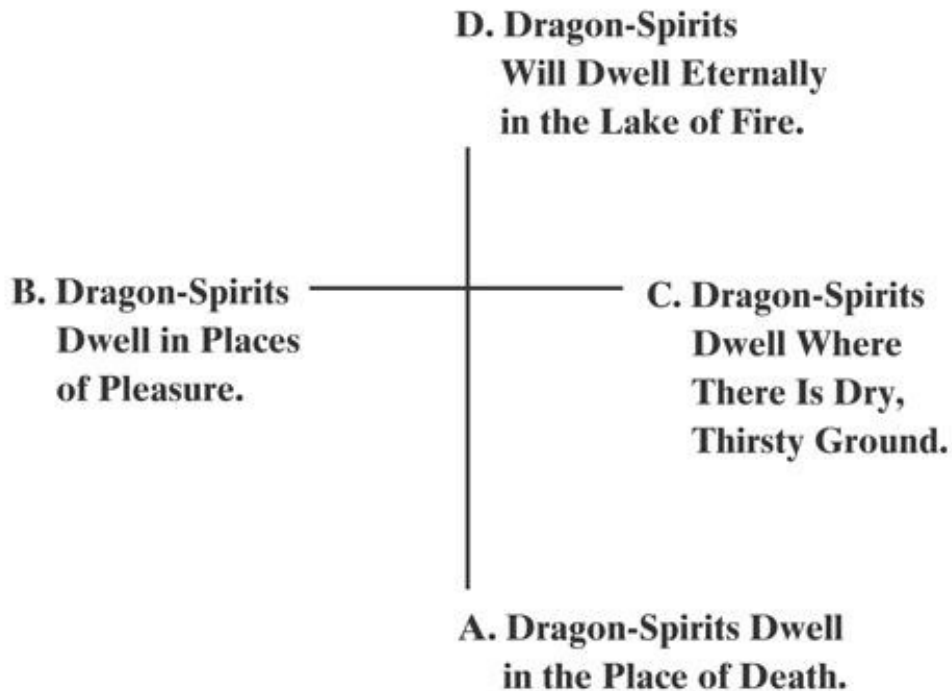 D. Dragon-Spirits
Will Dwell Eternally
in the Lake of Fire.
B. Dragon-Spirits
Dwell in Places
of Pleasure.
C. Dragon-Spirits
Dwell Where
There Is Dry,
Thirsty Ground.
A. Dragon-Spirits Dwell
in the Place of Death.